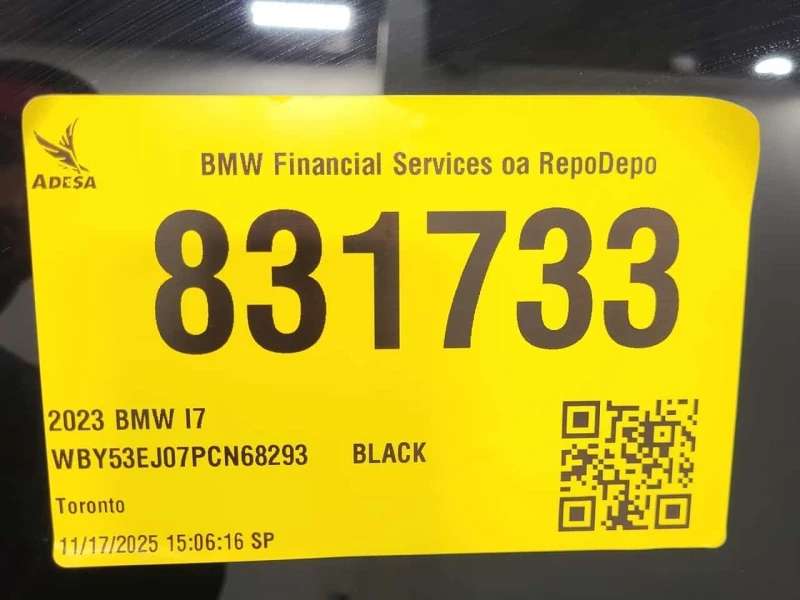 ADESA
BMW Financial Services oa RepoDepo
831733
2023 BMW I7
WBY53EJ07PCN68293 BLACK
Toronto
11/17/2025 15:06:16 SP